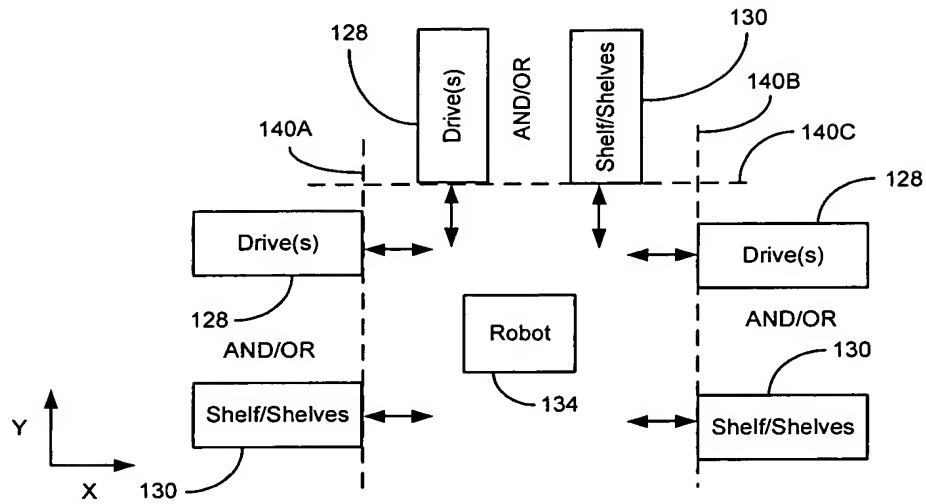 130
128
140B
Drive(s)
AND/OR
Shelf/Shelves
140A
140C
128
Drive(s)
Drive(s)
128
Robot
AND/OR
AND/OR
130
134
Shelf/Shelves
Shelf/Shelves
Y
X
130